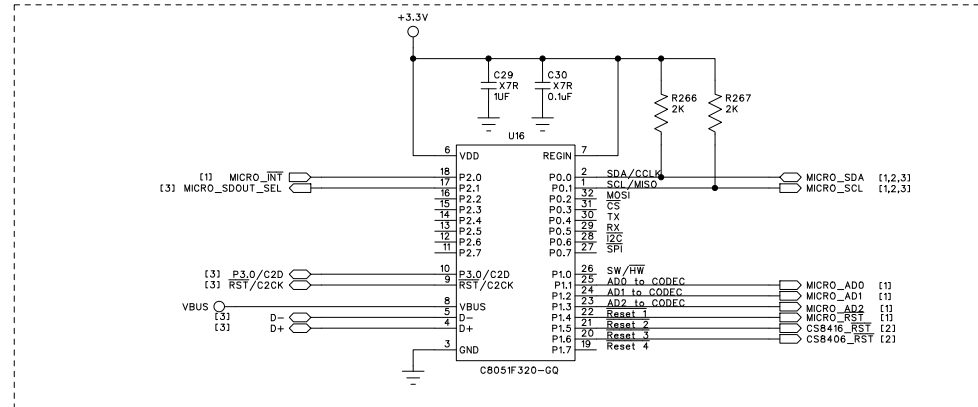 +3.3V
C29
X7R
1UF
C30
X7R
0.1uF
R266
2K
R267
2K
U16
6 VDD REGIN 7
[1] MICRO_INT 18 P2.0 P0.0 2 SDA/CCLK MICRO_SDA [1,2,3]
[3] MICRO_SDOUT_SEL 17 P2.1 P0.1 1 SCL/MISO MICRO_SCL [1,2,3]
16 P2.2 P0.2 32 MOSI
15 P2.3 P0.3 31 CS
14 P2.4 P0.4 30 TX
13 P2.5 P0.5 29 RX
12 P2.6 P0.6 28 I2C
11 P2.7 P0.7 27 SPI
[3] P3.0/C2D 10 P3.0/C2D P1.0 26 SW/HW
[3] RST/C2CK 9 RST/C2CK P1.1 25 AD0 to CODEC MICRO_AD0 [1]
P1.2 24 AD1 to CODEC MICRO_AD1 [1]
VBUS 8 VBUS P1.3 23 AD2 to CODEC MICRO_AD2 [1]
[3] D- 5 D- P1.4 22 Reset 1 MICRO_RST [1]
[3] D+ 4 D+ P1.5 21 Reset 2 CS8416_RST [2]
P1.6 20 Reset 3 CS8406_RST [2]
3 GND P1.7 19 Reset 4
C8051F320-GQ